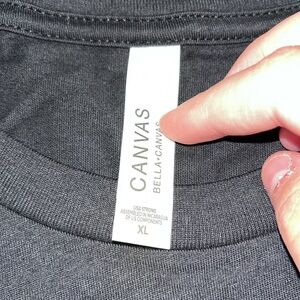 CANVAS
BELLA+CANVAS
USA STRONG
ASSEMBLED IN NICARAGUA
OF US COMPONENTS
XL